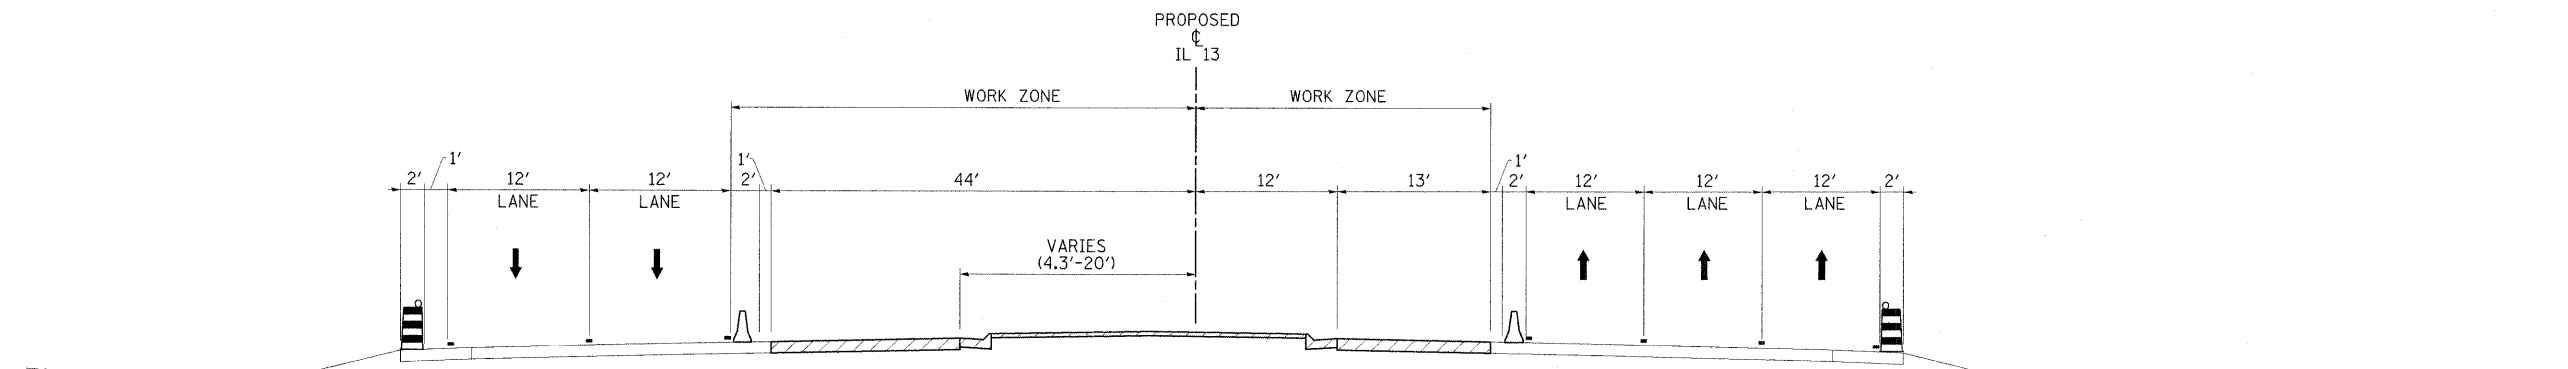 PROPOSED
℄
IL 13
WORK ZONE WORK ZONE
1' 1' 1'
2' 12' 12' 2' 44' 12' 13' 2' 12' 12' 12' 2'
LANE LANE LANE LANE LANE
VARIES
(4.3'-20')